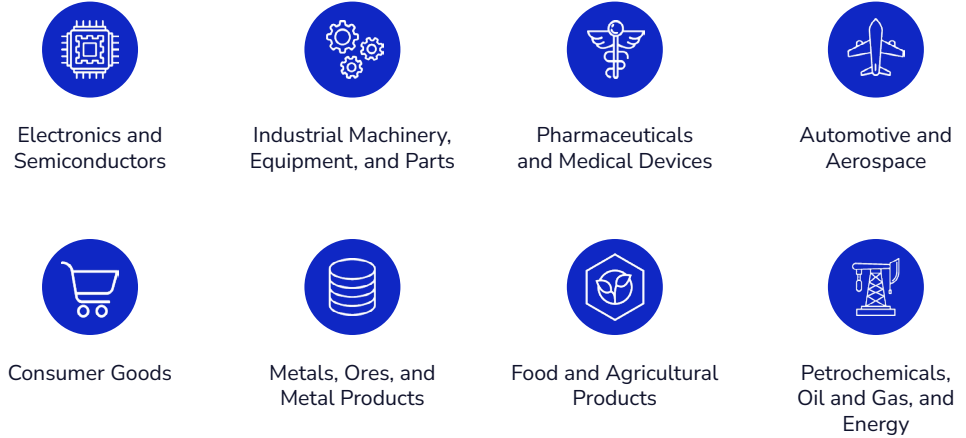 Electronics and
Semiconductors
Industrial Machinery,
Equipment, and Parts
Pharmaceuticals
and Medical Devices
Automotive and
Aerospace
Consumer Goods
Metals, Ores, and
Metal Products
Food and Agricultural
Products
Petrochemicals,
Oil and Gas, and
Energy